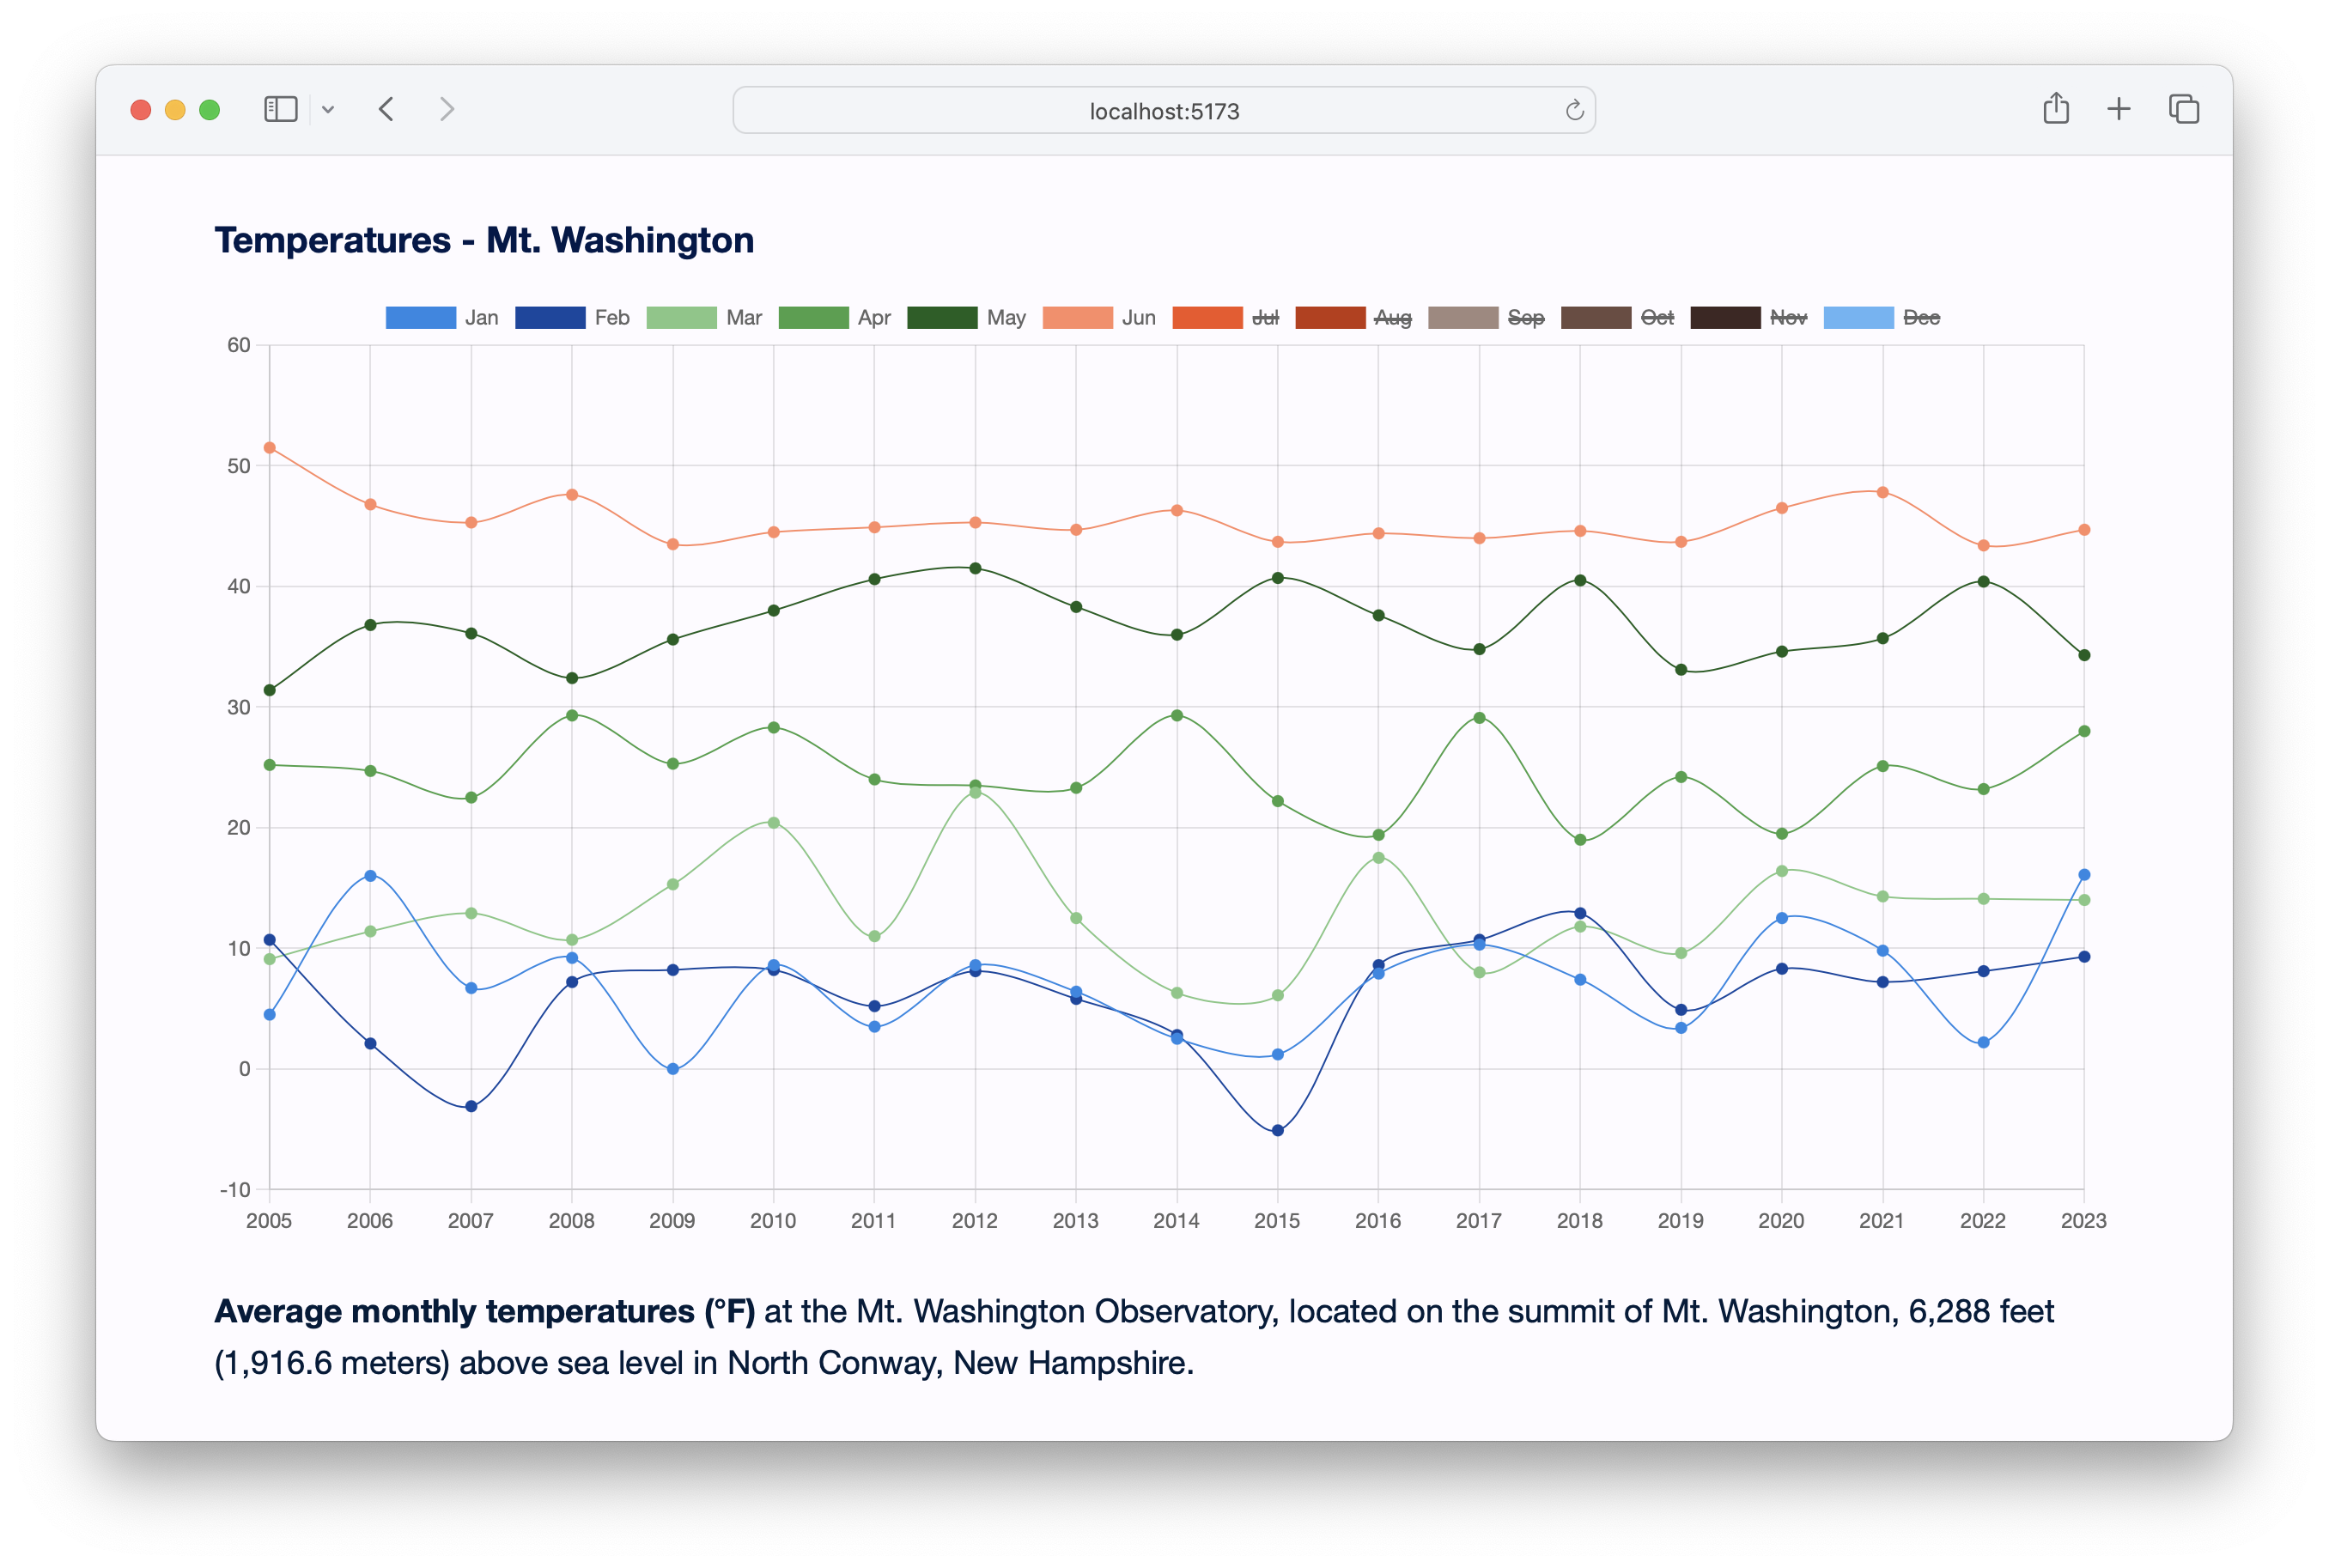 localhost:5173
Temperatures - Mt. Washington
Jan Feb Mar Apr May Jun Jul Aug Sep Oct Nov Dec
60
50
40
30
20
10
0
-10
2005 2006 2007 2008 2009 2010 2011 2012 2013 2014 2015 2016 2017 2018 2019 2020 2021 2022 2023
Average monthly temperatures (°F) at the Mt. Washington Observatory, located on the summit of Mt. Washington, 6,288 feet
(1,916.6 meters) above sea level in North Conway, New Hampshire.